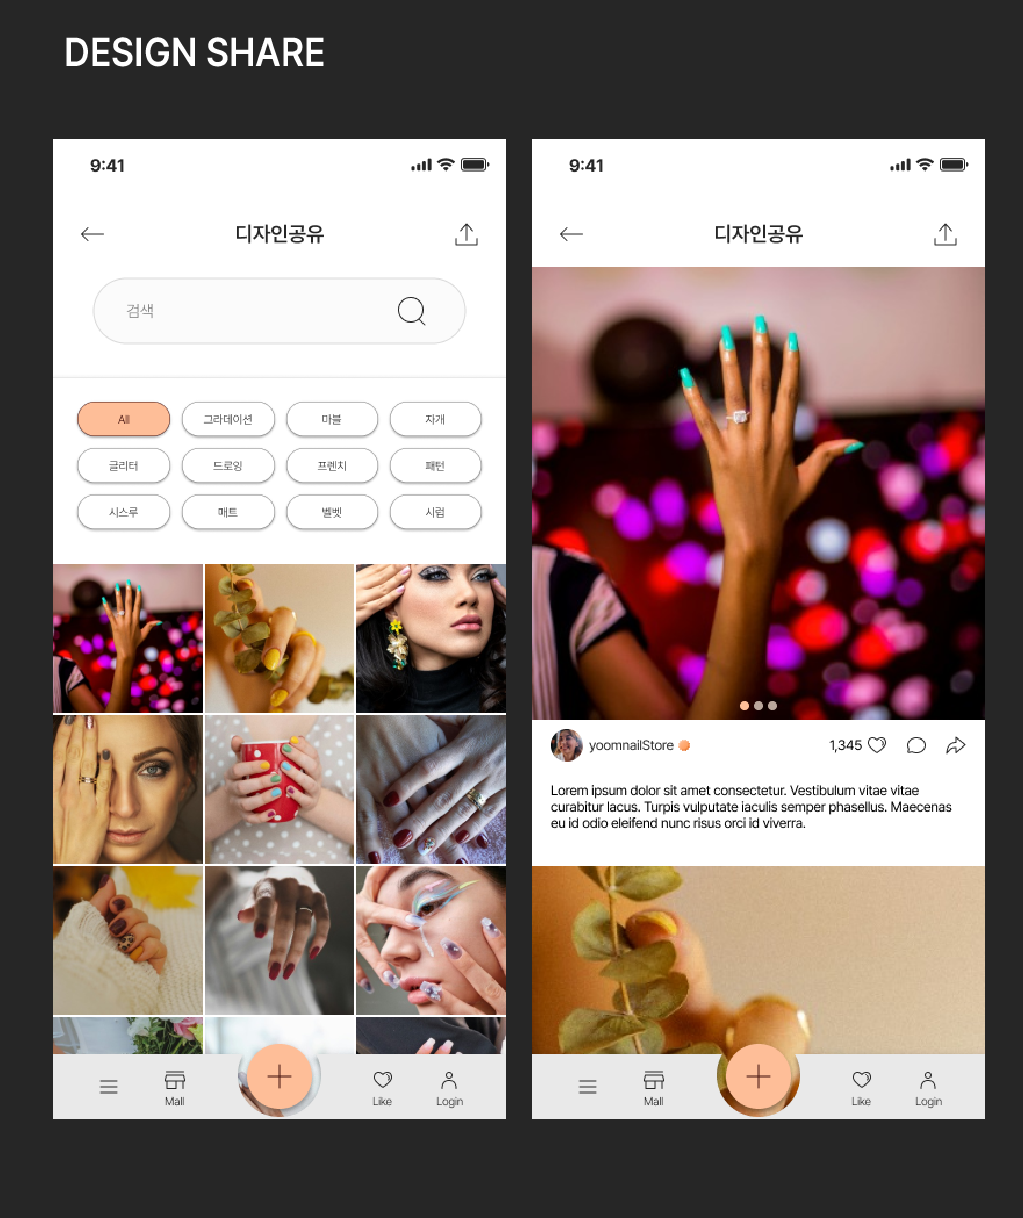 DESIGN SHARE
9:41
디자인공유
검색
All 그라데이션 마블 자개
글리터 드로잉 프렌치 패턴
시스루 매트 벨벳 시럽
Mall Like Login
9:41
디자인공유
yoomnailStore 1,345
Lorem ipsum dolor sit amet consectetur. Vestibulum vitae vitae
curabitur lacus. Turpis vulputate iaculis semper phasellus. Maecenas
eu id odio eleifend nunc risus orci id viverra.
Mall Like Login